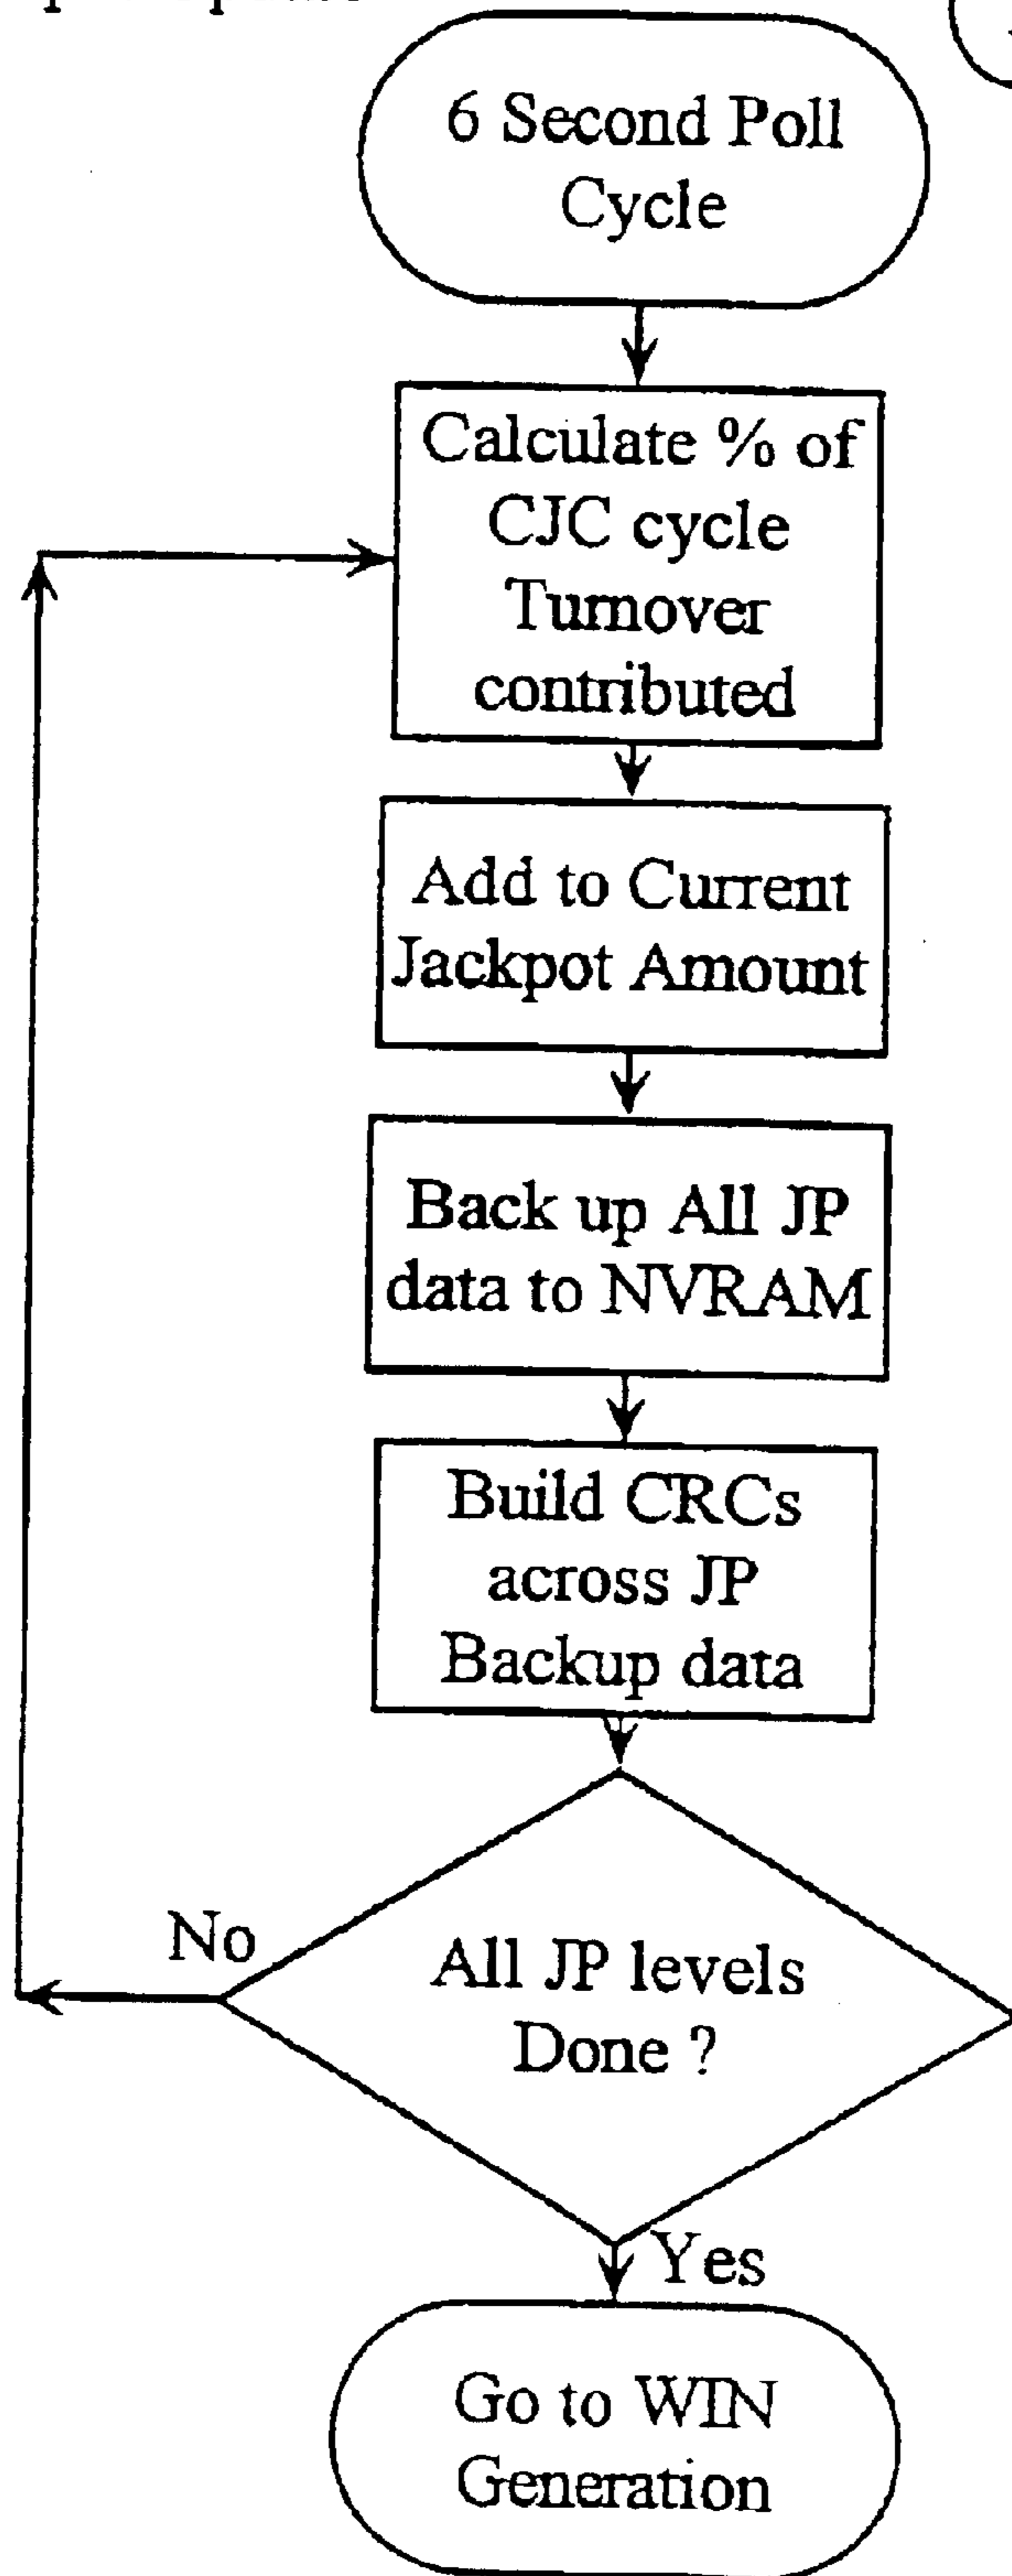 6 Second Poll
Cycle
Calculate % of
CJC cycle
Turnover
contributed
Add to Current
Jackpot Amount
Back up All JP
data to NVRAM
Build CRCs
across JP
Backup data
No
All JP levels
Done ?
Yes
Go to WIN
Generation